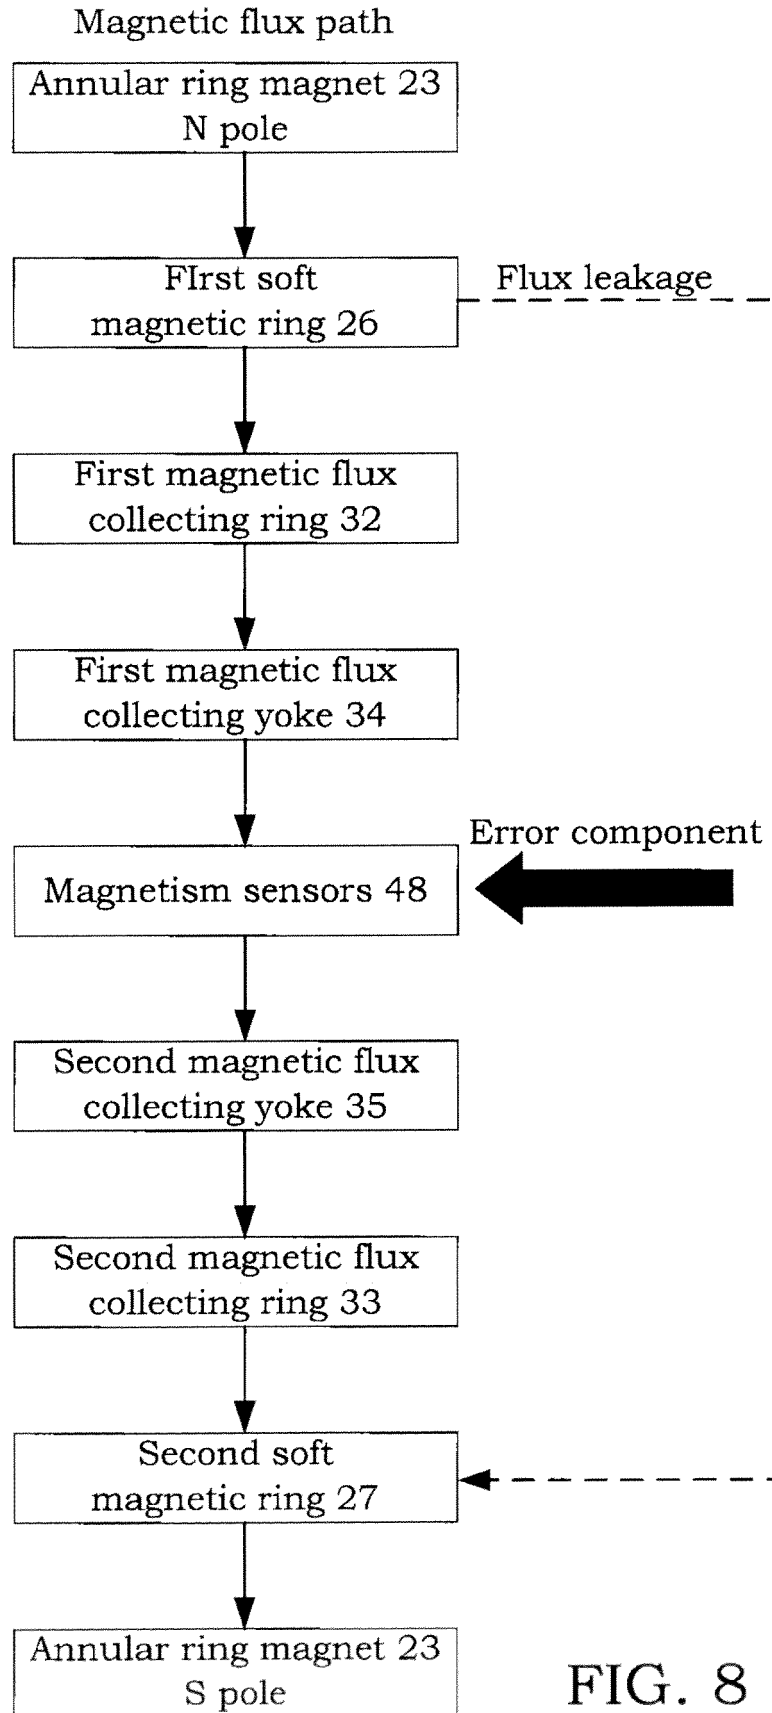 Magnetic flux path
Annular ring magnet 23
N pole
FIrst soft
magnetic ring 26
Flux leakage
First magnetic flux
collecting ring 32
First magnetic flux
collecting yoke 34
Error component
Magnetism sensors 48
Second magnetic flux
collecting yoke 35
Second magnetic flux
collecting ring 33
Second soft
magnetic ring 27
Annular ring magnet 23
S pole
FIG. 8